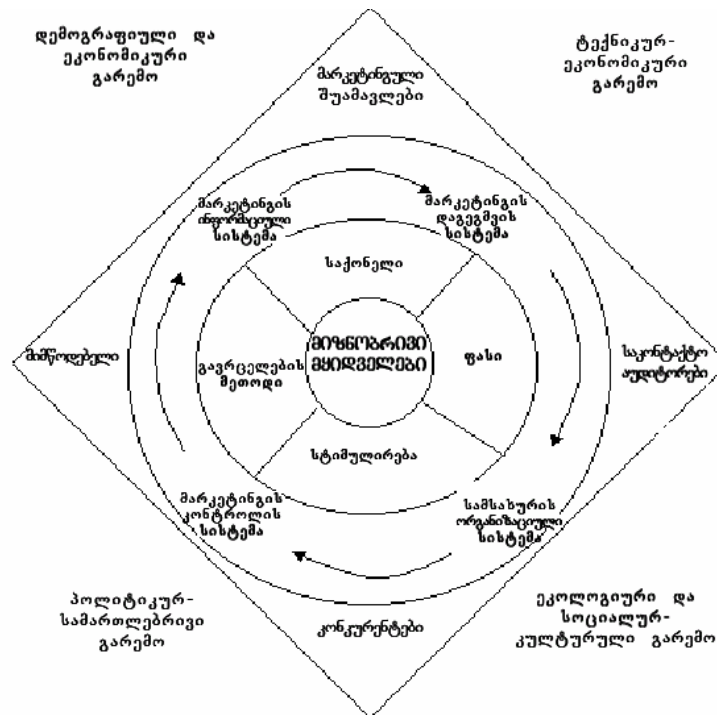 დემოგრაფიული და
ეკონომიკური
გარემო
ტექნიკურ-
ეკონომიკური
გარემო
მარკეტინგული
შუამავლები
მარკეტინგის
ინფორმაციული
სისტემა
მარკეტინგის
დაგეგმვის
სისტემა
საქონელი
მიმწოდებელი
გავრცელების
მეთოდი
მიზნობრივი
მყიდველები
ფასი
საკონტაქტო
აუდიტორები
სტიმულირება
მარკეტინგის
კონტროლის
სისტემა
სამსახურის
ორგანიზაციული
სისტემა
პოლიტიკურ-
სამართლებრივი
გარემო
კონკურენტები
ეკოლოგიური და
სოციალურ-
კულტურული გარემო